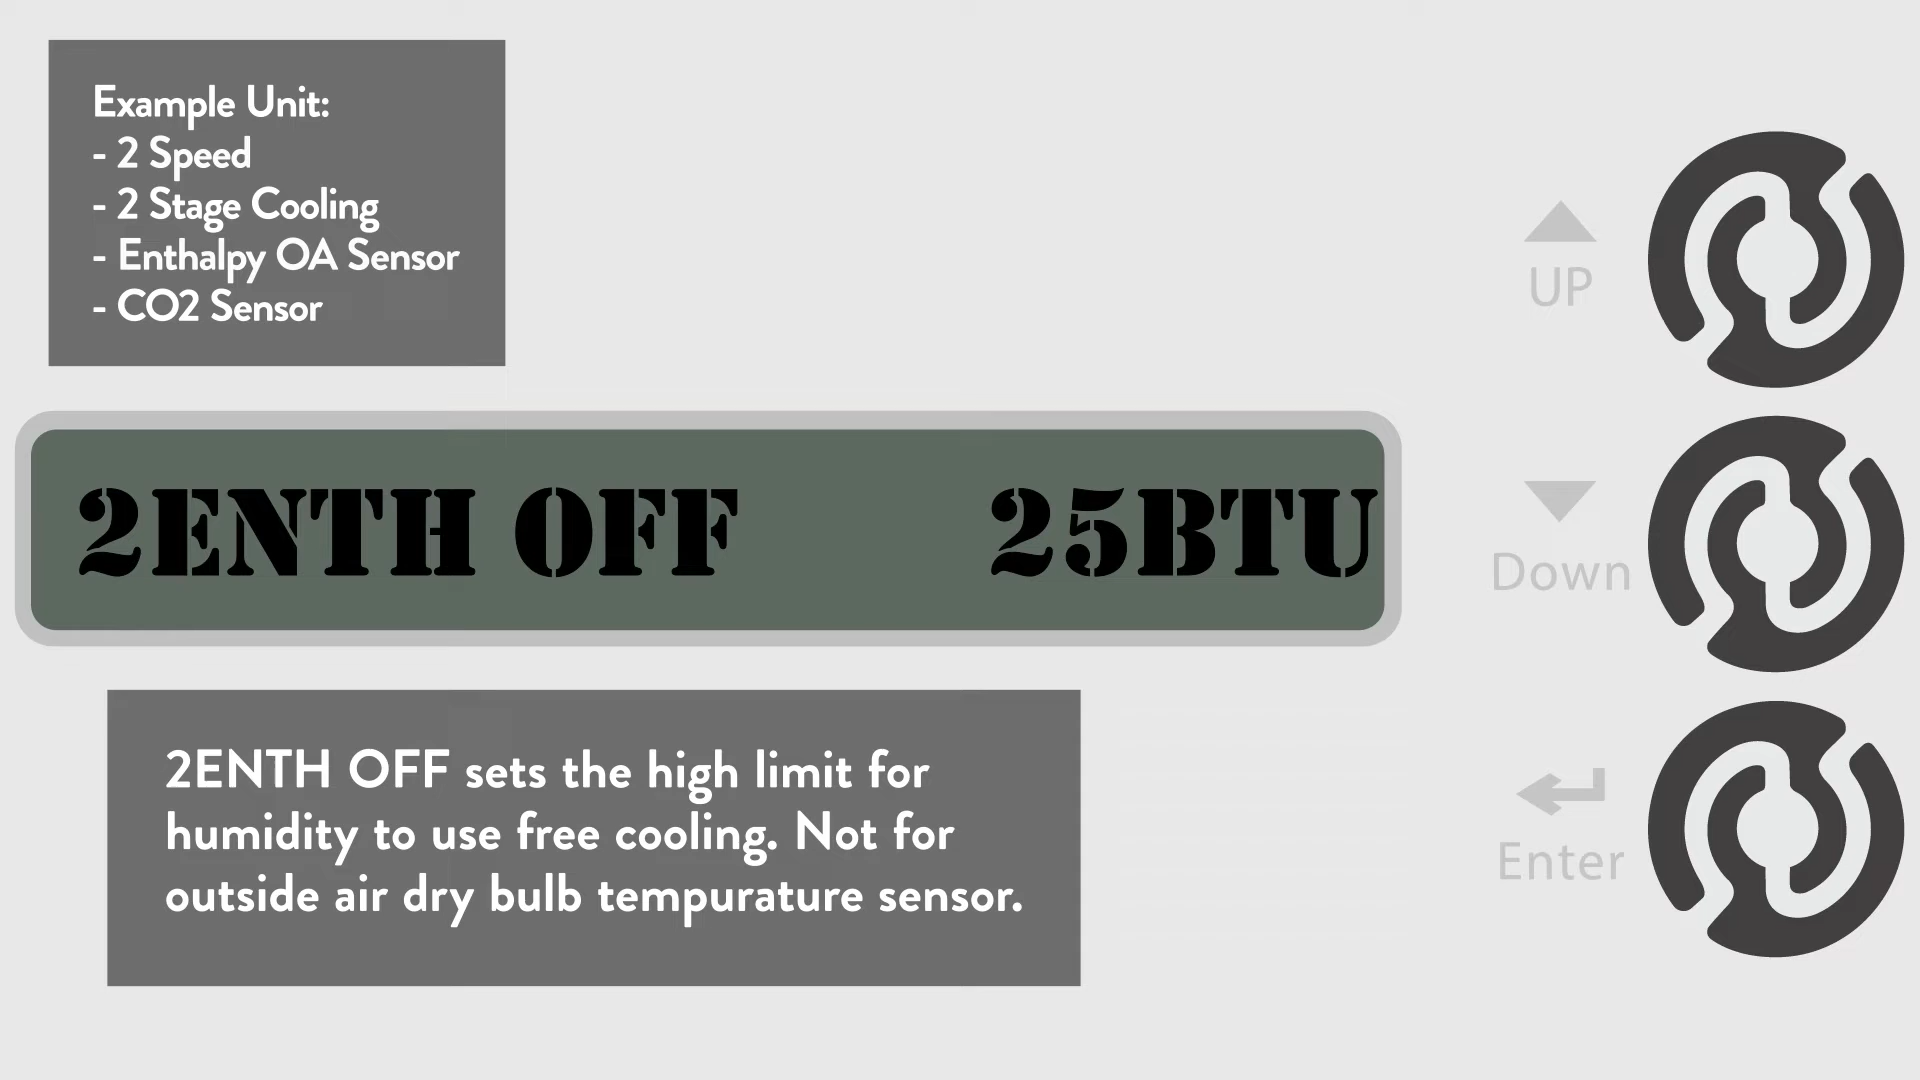 Example Unit:
- 2 Speed
- 2 Stage Cooling
- Enthalpy OA Sensor
- CO2 Sensor
UP
2ENTH OFF 25BTU
Down
2ENTH OFF sets the high limit for
humidity to use free cooling. Not for
outside air dry bulb tempurature sensor.
Enter